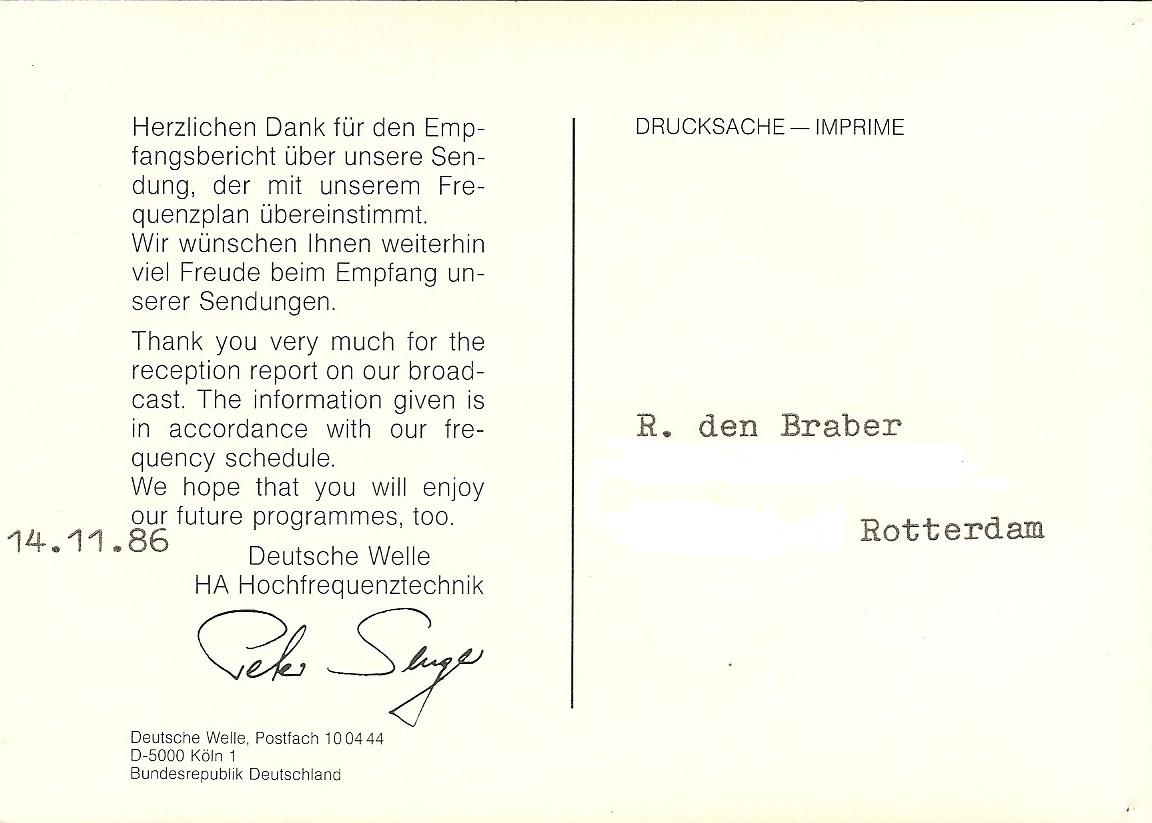 Herzlichen Dank für den Emp-
fangsbericht über unsere Sen-
dung, der mit unserem Fre-
quenzplan übereinstimmt.
Wir wünschen Ihnen weiterhin
viel Freude beim Empfang un-
serer Sendungen.
Thank you very much for the
reception report on our broad-
cast. The information given is
in accordance with our fre-
quency schedule.
We hope that you will enjoy
our future programmes, too.
14.11.86
Deutsche Welle
HA Hochfrequenztechnik
Peter Senger
Deutsche Welle, Postfach 10 04 44
D-5000 Köln 1
Bundesrepublik Deutschland
DRUCKSACHE — IMPRIME
R. den Braber
Rotterdam